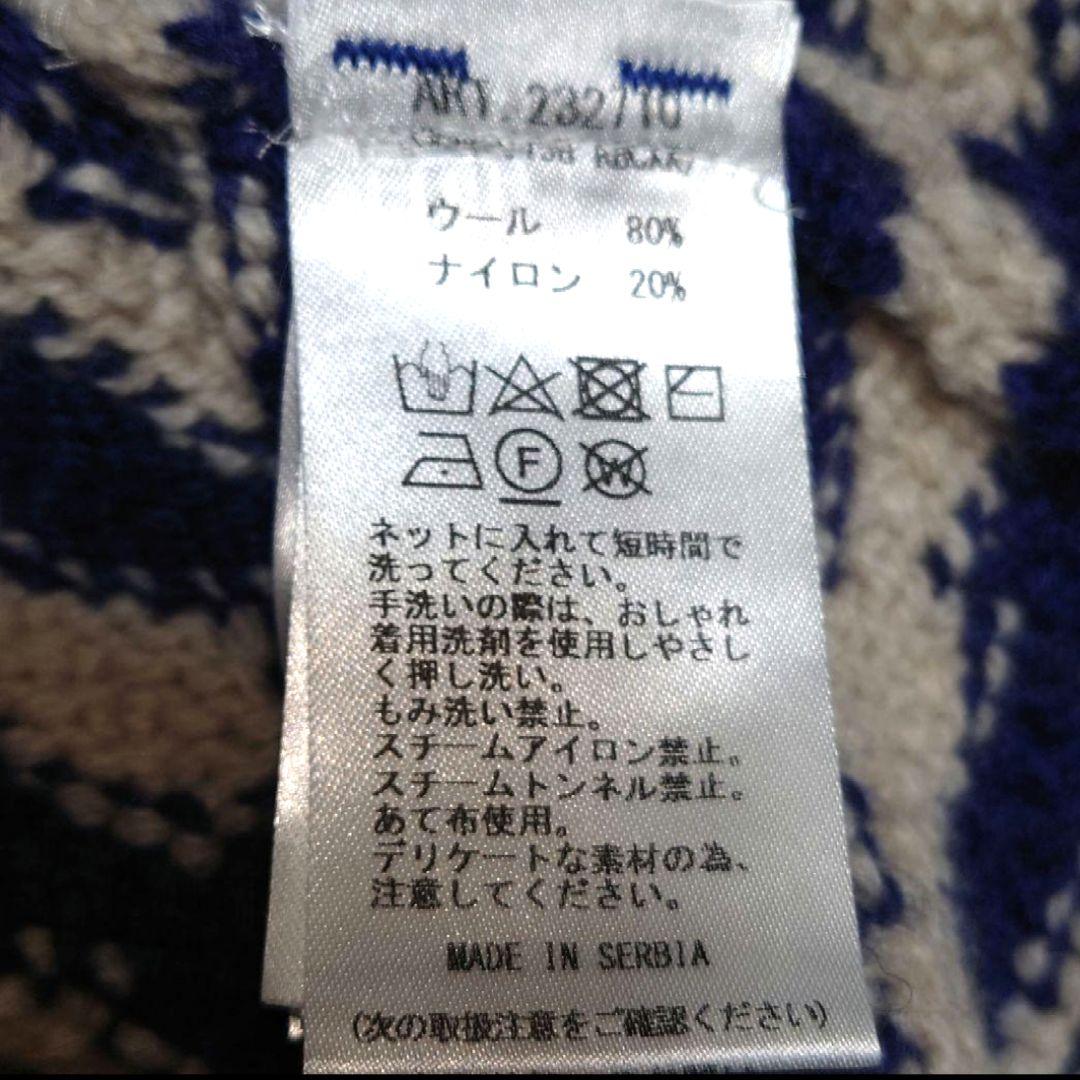 ART.232/10
ウール 80%
ナイロン 20%
F
W
ネットに入れて短時間で
洗ってください。
手洗いの際は、おしゃれ
着用洗剤を使用しやさし
く押し洗い。
もみ洗い禁止。
スチームアイロン禁止。
スチームトンネル禁止。
あて布使用。
デリケートな素材の為、
注意してください。
MADE IN SERBIA
(次の取扱注意をご確認ください)